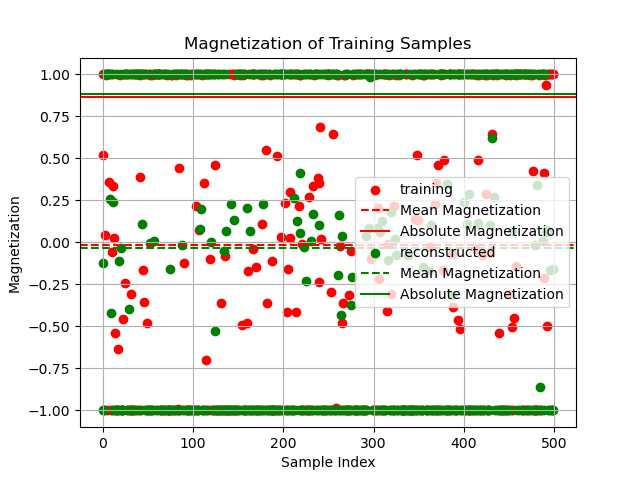 Magnetization of Training Samples
Magnetization
1.00
0.75
0.50
0.25
0.00
−0.25
−0.50
−0.75
−1.00
training
Mean Magnetization
Absolute Magnetization
reconstructed
Mean Magnetization
Absolute Magnetization
0 100 200 300 400 500
Sample Index